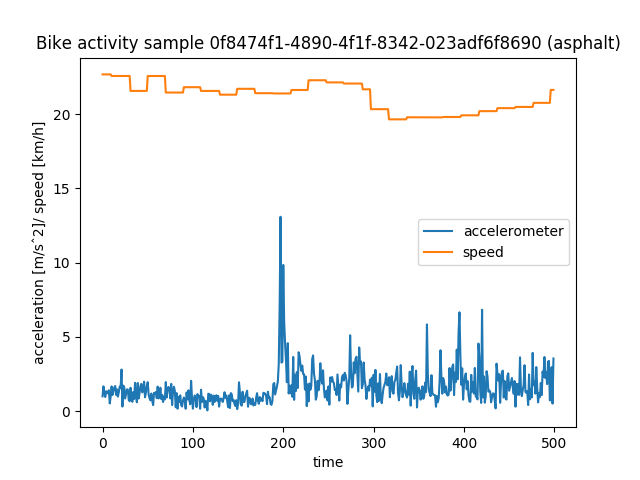 Bike activity sample 0f8474f1-4890-4f1f-8342-023adf6f8690 (asphalt)
acceleration [m/s^2]/ speed [km/h]
20
15
10
5
0
accelerometer
speed
0 100 200 300 400 500
time